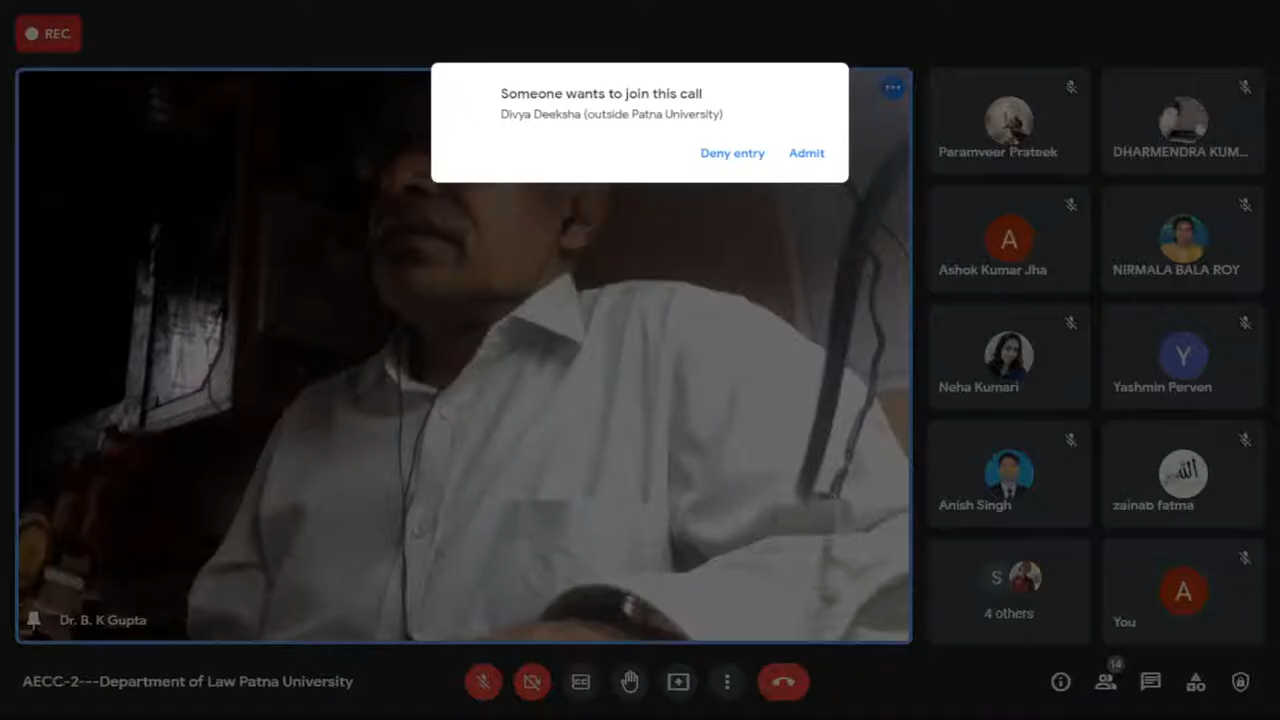 REC
Someone wants to join this call
Divya Deeksha (outside Patna University)
Deny entry
Admit
Paramveer Prateek
DHARMENDRA KUM...
A
Ashok Kumar Jha
NIRMALA BALA ROY
Neha Kumari
Y
Yashmin Perven
Anish Singh
الله
zainab fatma
S
4 others
A
You
Dr. B. K Gupta
AECC-2---Department of Law Patna University
CC
14